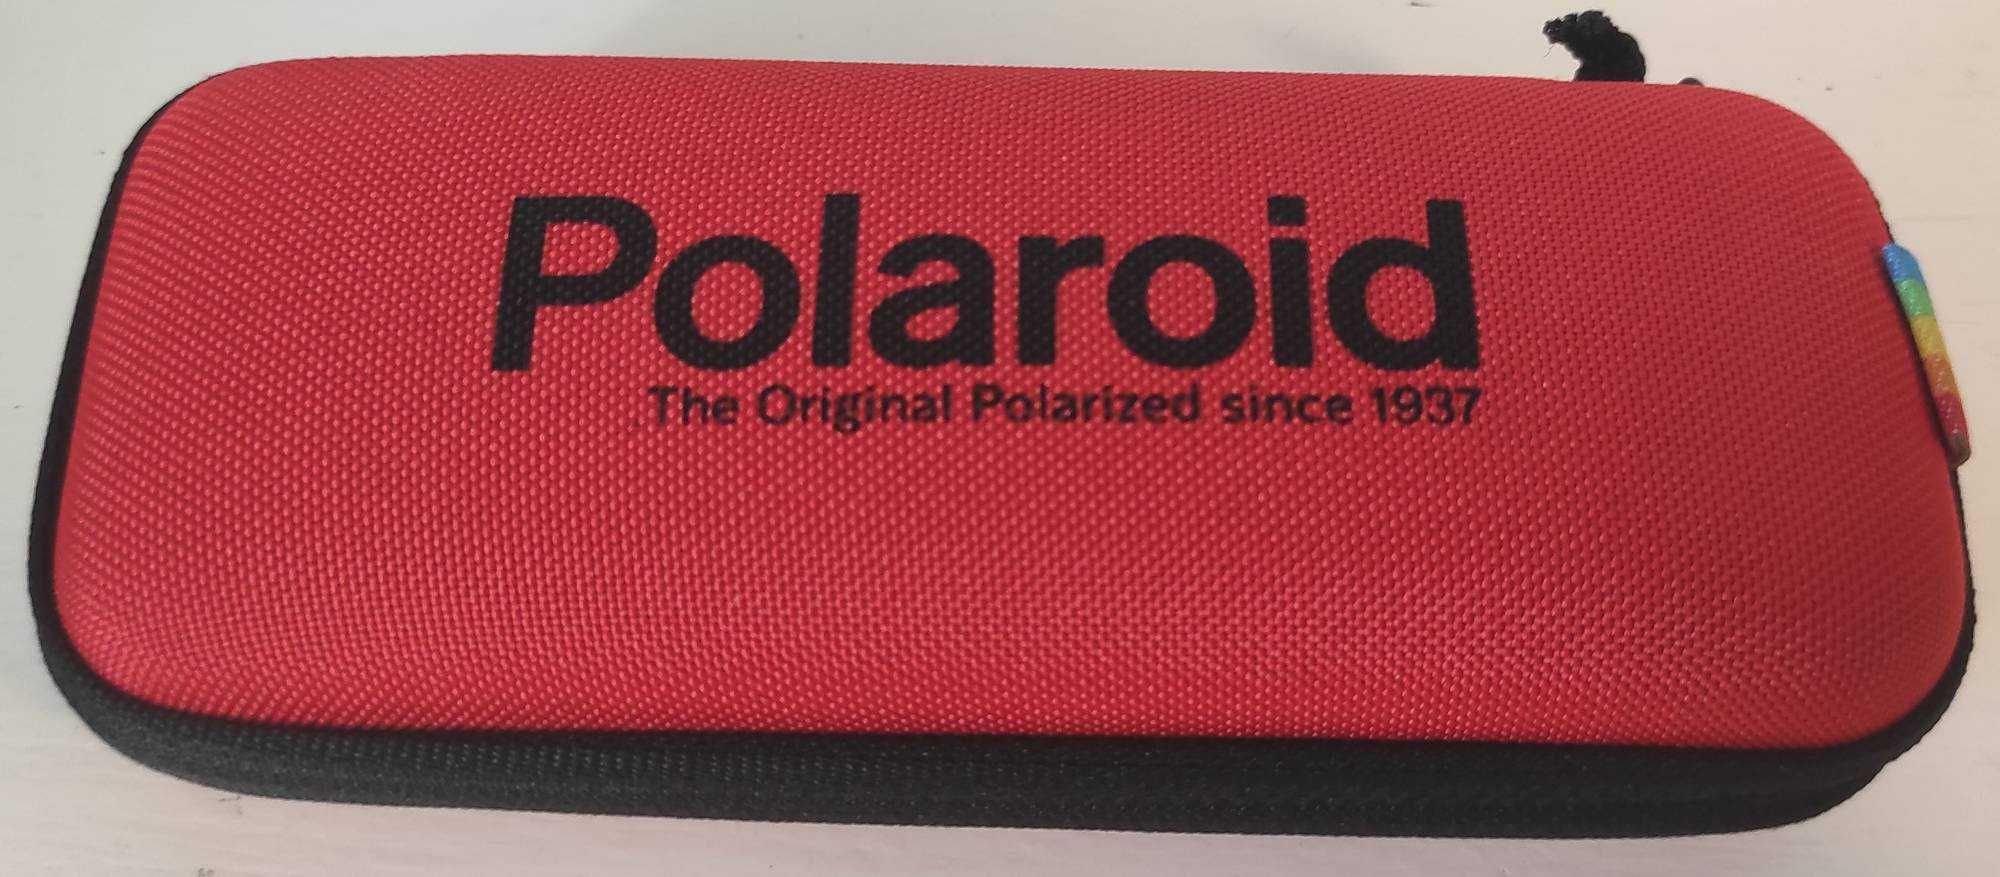 Polaroid
The Original Polarized since 1937